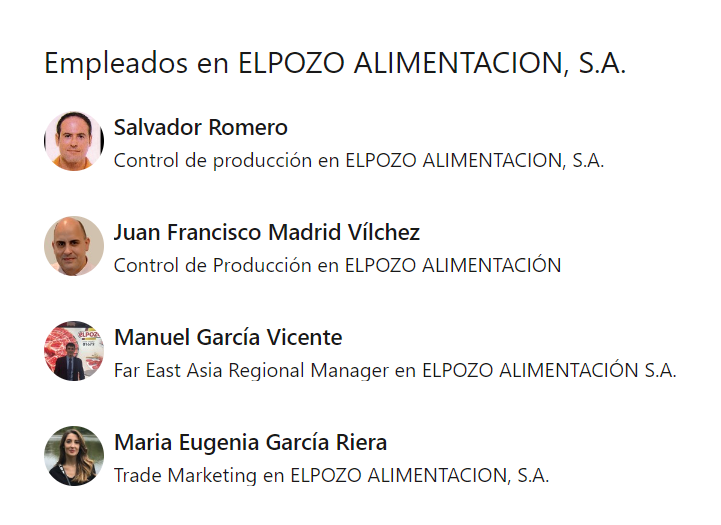 Empleados en ELPOZO ALIMENTACION, S.A.
Salvador Romero
Control de producción en ELPOZO ALIMENTACION, S.A.
Juan Francisco Madrid Vílchez
Control de Producción en ELPOZO ALIMENTACIÓN
Manuel García Vicente
ELPOZO
Far East Asia Regional Manager en ELPOZO ALIMENTACIÓN S.A.
Maria Eugenia García Riera
Trade Marketing en ELPOZO ALIMENTACION, S.A.